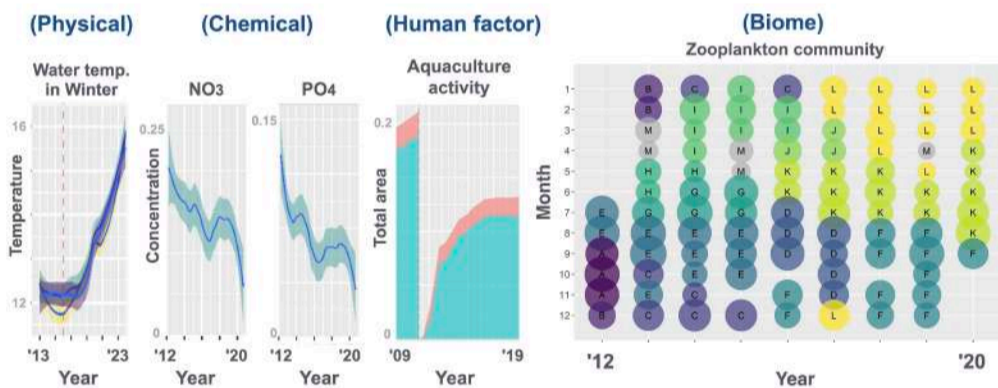 (Physical)
(Chemical)
(Human factor)
(Biome)
Water temp.
in Winter
NO3
PO4
Aquaculture
activity
Zooplankton community
Temperature
16
12
'13
'23
Year
Concentration
0.25
0
'12
'20
0.15
0
'12
'20
Year
Total area
0.2
0
'09
'19
Year
Month
1 B C I C L L L L
2 B I I I L L L L
3 M I I I J L L L
4 M I M J J L M K
5 H H M K K K L K
6 H G G K K K K K
7 E G G G D K K K K
8 E E E E D D F F K
9 A E E E D D F F F
10 A C E E D F
11 A E C F D F F
12 B C C C F L F F
'12
'20
Year